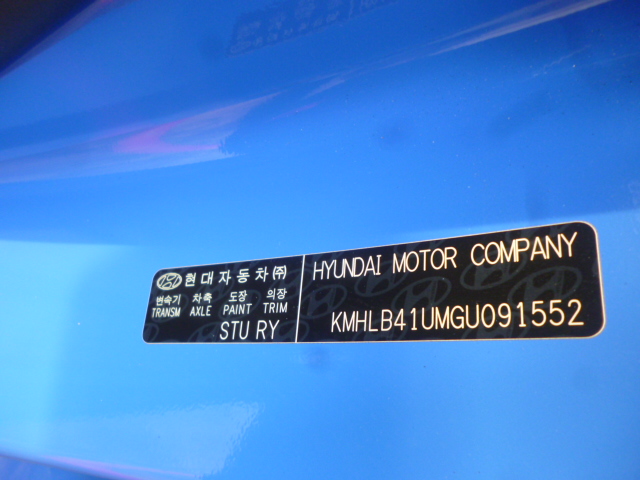 현대자동차㈜
변속기 차축 도장 의장
TRANSM AXLE PAINT TRIM
STU RY
HYUNDAI MOTOR COMPANY
KMHLB41UMGU091552